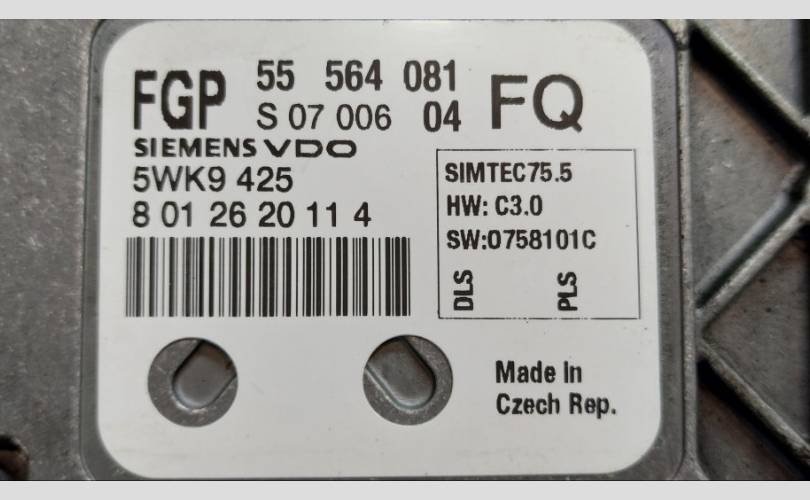 FGP 55 564 081 FQ
S 07 006 04
SIEMENS VDO
5WK9 425
8 01 26 20 11 4
SIMTEC75.5
HW: C3.0
SW:0758101C
DLS PLS
Made in
Czech Rep.